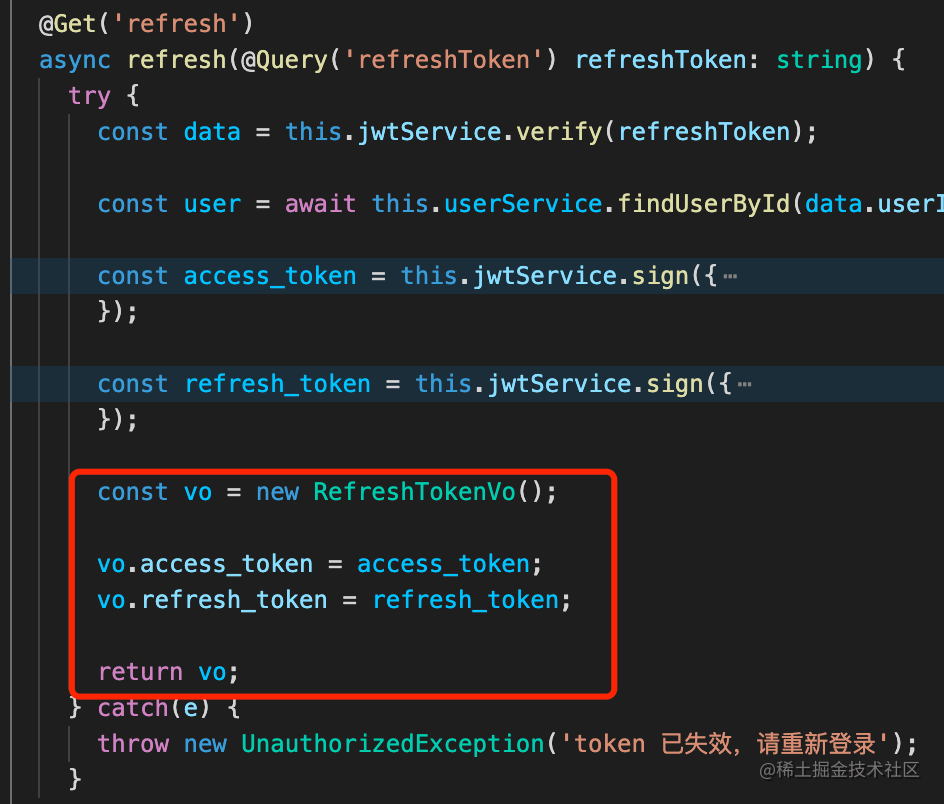 @Get('refresh')
async refresh(@Query('refreshToken') refreshToken: string) {
try {
const data = this.jwtService.verify(refreshToken);
const user = await this.userService.findUserById(data.userI
const access_token = this.jwtService.sign({⋯
});
const refresh_token = this.jwtService.sign({⋯
});
const vo = new RefreshTokenVo();
vo.access_token = access_token;
vo.refresh_token = refresh_token;
return vo;
} catch(e) {
throw new UnauthorizedException('token 已失效，请重新登录');
}
@稀土掘金技术社区